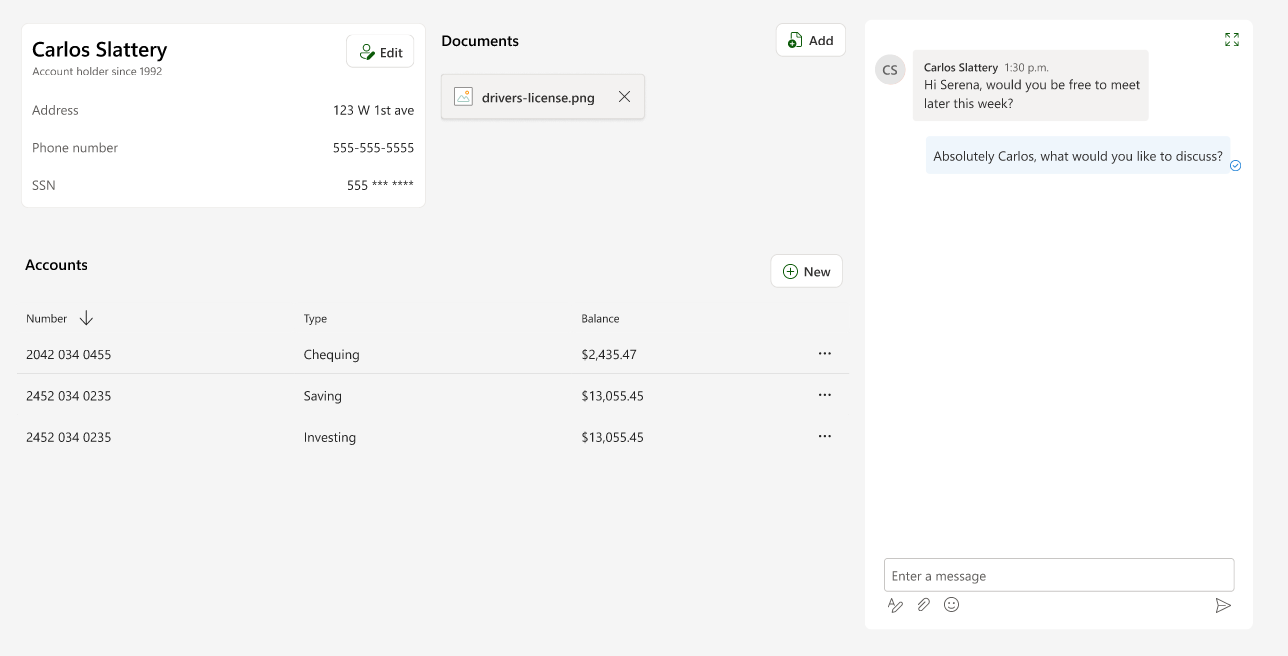 Carlos Slattery
Edit
Account holder since 1992
Address 123 W 1st ave
Phone number 555-555-5555
SSN 555 *** ****
Documents
Add
drivers-license.png
Accounts
New
Number Type Balance
2042 034 0455 Chequing $2,435.47
2452 034 0235 Saving $13,055.45
2452 034 0235 Investing $13,055.45
CS
Carlos Slattery 1:30 p.m.
Hi Serena, would you be free to meet
later this week?
Absolutely Carlos, what would you like to discuss?
Enter a message